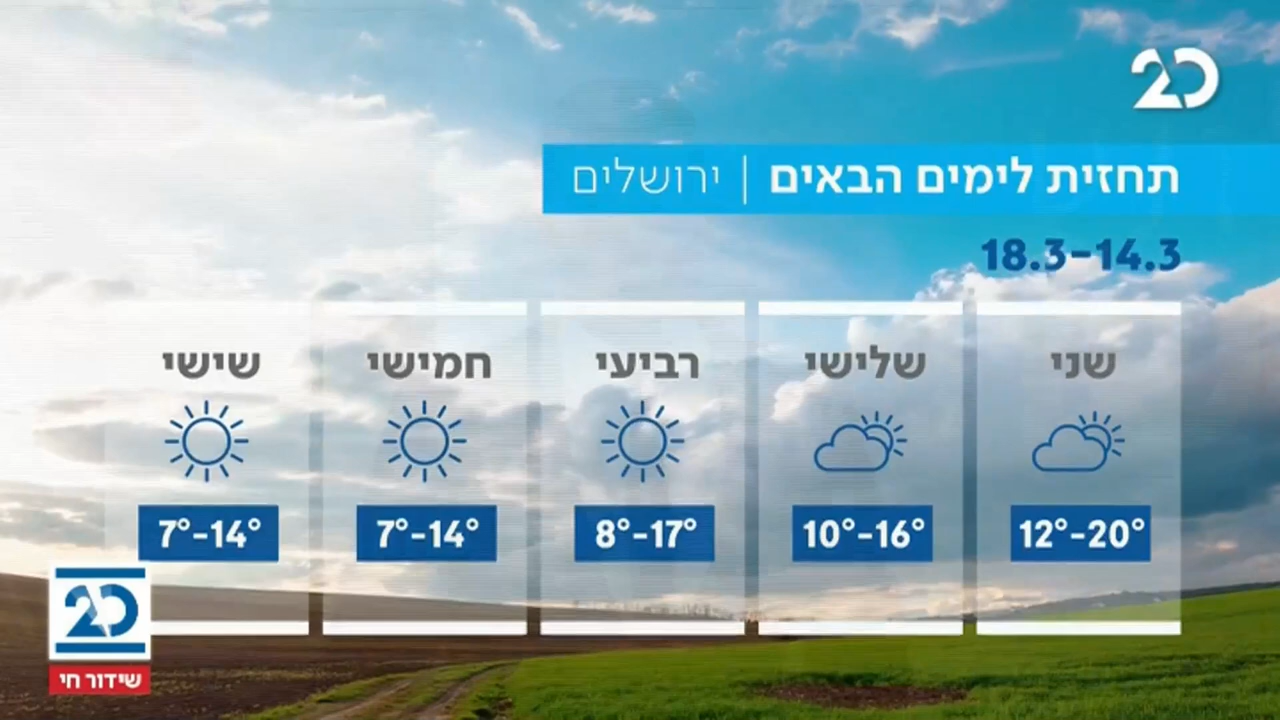 20
תחזית לימים הבאים | ירושלים
18.3-14.3
שני
שלישי
רביעי
חמישי
שישי
12°-20°
10°-16°
8°-17°
7°-14°
7°-14°
20
שידור חי